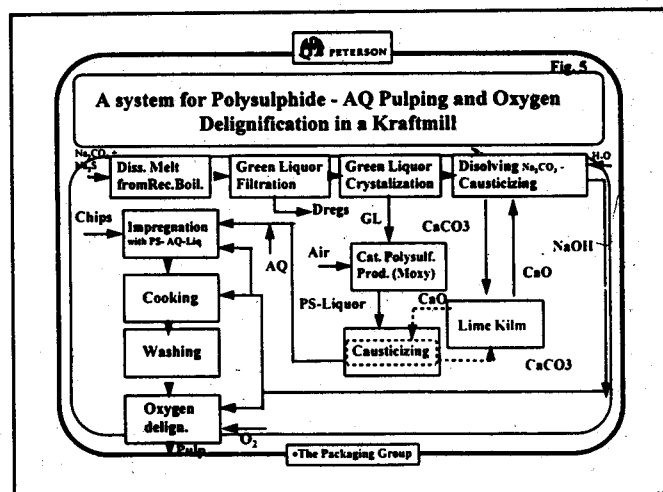 PETERSON
Fig. 5
A system for Polysulphide - AQ Pulping and Oxygen
Delignification in a Kraftmill
Diss. Melt
fromRec.Boil.
Green Liquor
Filtration
Green Liquor
Crystalization
Disolving Na₂CO₃ -
Causticizing
H₂O
Dregs
GL
CaCO3
Chips
Impregnation
with PS- AQ-Liq
NaOH
Air
AQ
Cat. Polysulf.
Prod. (Moxy)
CaO
Cooking
PS-Liquor
CaO
Lime Kilm
Washing
Causticizing
CaCO3
Oxygen
delign.
O₂
Pulp
•The Packaging Group